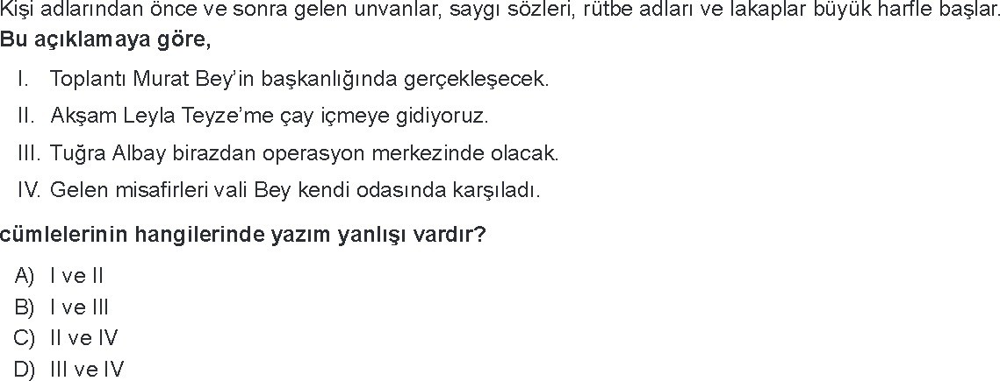 Kişi adlarından önce ve sonra gelen unvanlar, saygı sözleri, rütbe adları ve lakaplar büyük harfle başlar.
Bu açıklamaya göre,
I. Toplantı Murat Bey’in başkanlığında gerçekleşecek.
II. Akşam Leyla Teyze’me çay içmeye gidiyoruz.
III. Tuğra Albay birazdan operasyon merkezinde olacak.
IV. Gelen misafirleri vali Bey kendi odasında karşıladı.
cümlelerinin hangilerinde yazım yanlışı vardır?
A) I ve II
B) I ve III
C) II ve IV
D) III ve IV